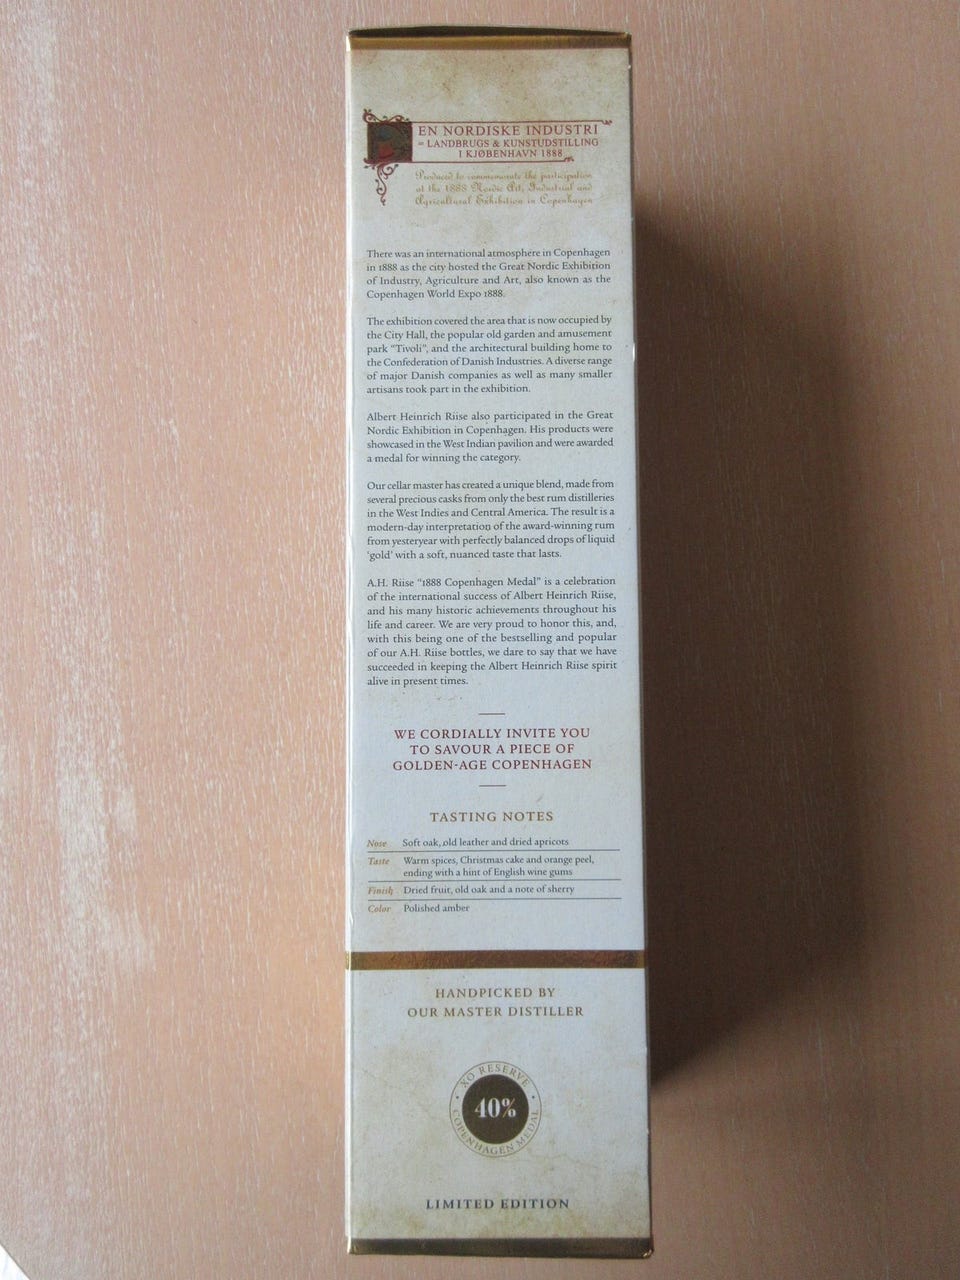 EN NORDISKE INDUSTRI
= LANDBRUGS & KUNSTUDSTILLING
I KJØBENHAVN 1888
Produced to commemorate the participation
at the 1888 Nordic Art, Industrial and
Agricultural Exhibition in Copenhagen
There was an international atmosphere in Copenhagen
in 1888 as the city hosted the Great Nordic Exhibition
of Industry, Agriculture and Art, also known as the
Copenhagen World Expo 1888.
The exhibition covered the area that is now occupied by
the City Hall, the popular old garden and amusement
park "Tivoli", and the architectural building home to
the Confederation of Danish Industries. A diverse range
of major Danish companies as well as many smaller
artisans took part in the exhibition.
Albert Heinrich Riise also participated in the Great
Nordic Exhibition in Copenhagen. His products were
showcased in the West Indian pavilion and were awarded
a medal for winning the category.
Our cellar master has created a unique blend, made from
several precious casks from only the best rum distilleries
in the West Indies and Central America. The result is a
modern-day interpretation of the award-winning rum
from yesteryear with perfectly balanced drops of liquid
'gold' with a soft, nuanced taste that lasts.
A.H. Riise "1888 Copenhagen Medal" is a celebration
of the international success of Albert Heinrich Riise,
and his many historic achievements throughout his
life and career. We are very proud to honor this, and,
with this being one of the bestselling and popular
of our A.H. Riise bottles, we dare to say that we have
succeeded in keeping the Albert Heinrich Riise spirit
alive in present times.
WE CORDIALLY INVITE YOU
TO SAVOUR A PIECE OF
GOLDEN-AGE COPENHAGEN
TASTING NOTES
Nose Soft oak, old leather and dried apricots
Taste Warm spices, Christmas cake and orange peel,
ending with a hint of English wine gums
Finish Dried fruit, old oak and a note of sherry
Color Polished amber
HANDPICKED BY
OUR MASTER DISTILLER
XO RESERVE
40%
COPENHAGEN MEDAL
LIMITED EDITION